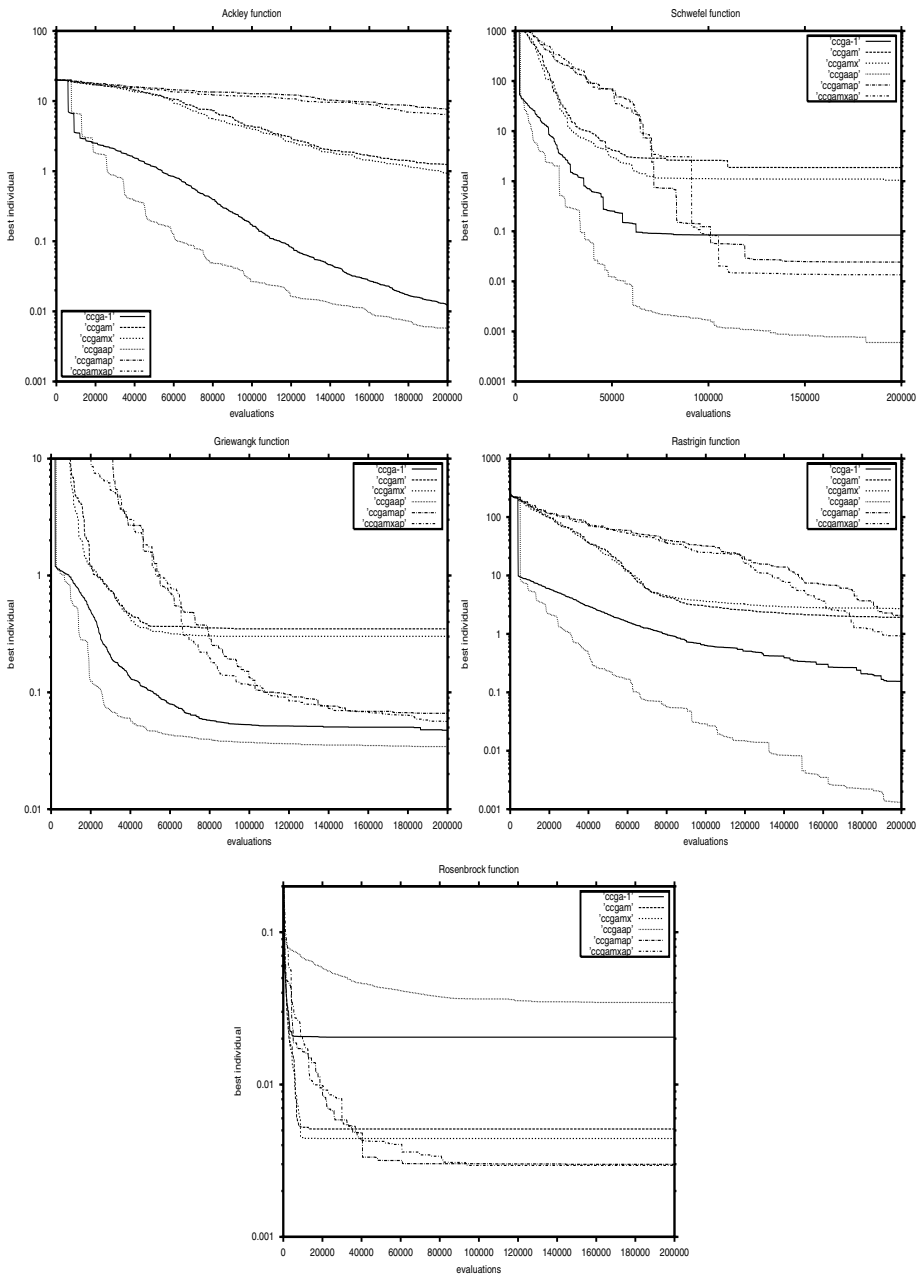 Ackley function
100
10
1
0.1
0.01
0.001
best individual
'ccga-1'
'ccgam'
'ccgamx'
'ccgaap'
'ccgamap'
'ccgamxap'
0 20000 40000 60000 80000 100000 120000 140000 160000 180000 200000
evaluations
Schwefel function
1000
100
10
1
0.1
0.01
0.001
0.0001
best individual
'ccga-1'
'ccgam'
'ccgamx'
'ccgaap'
'ccgamap'
'ccgamxap'
0 50000 100000 150000 200000
evaluations
Griewangk function
10
1
0.1
0.01
best individual
'ccga-1'
'ccgam'
'ccgamx'
'ccgaap'
'ccgamap'
'ccgamxap'
0 20000 40000 60000 80000 100000 120000 140000 160000 180000 200000
evaluations
Rastrigin function
1000
100
10
1
0.1
0.01
0.001
best individual
'ccga-1'
'ccgam'
'ccgamx'
'ccgaap'
'ccgamap'
'ccgamxap'
0 20000 40000 60000 80000 100000 120000 140000 160000 180000 200000
evaluations
Rosenbrock function
0.1
0.01
0.001
best individual
'ccga-1'
'ccgam'
'ccgamx'
'ccgaap'
'ccgamap'
'ccgamxap'
0 20000 40000 60000 80000 100000 120000 140000 160000 180000 200000
evaluations